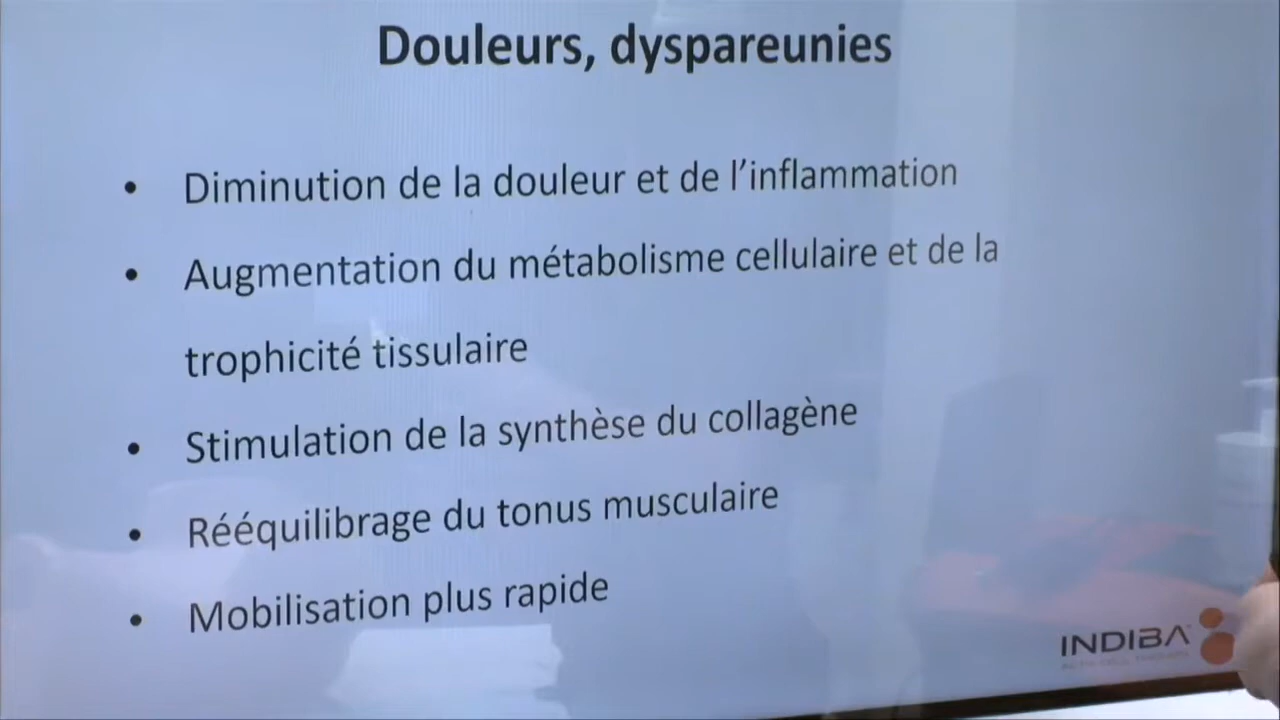 Douleurs, dyspareunies
• Diminution de la douleur et de l'inflammation
• Augmentation du métabolisme cellulaire et de la
trophicité tissulaire
• Stimulation de la synthèse du collagène
• Rééquilibrage du tonus musculaire
• Mobilisation plus rapide
INDIBA